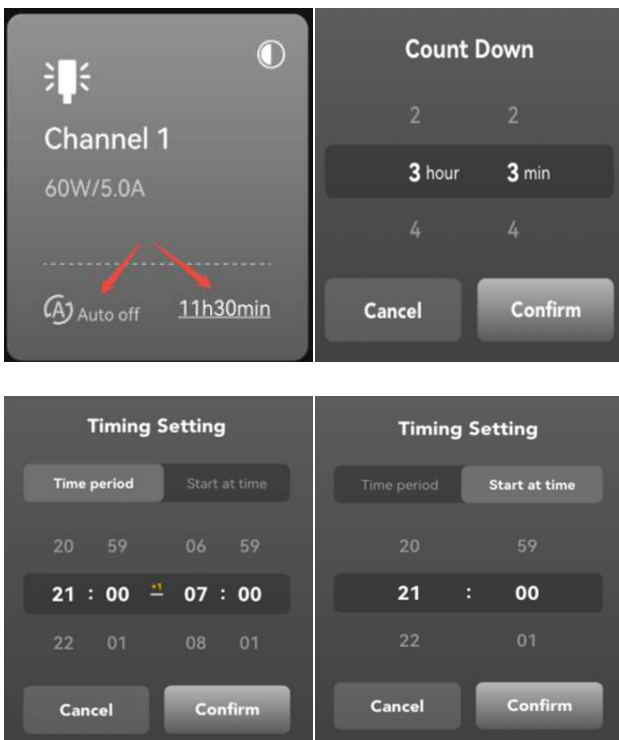 Channel 1
60W/5.0A
A Auto off 11h30min
Count Down
2 2
3 hour 3 min
4 4
Cancel Confirm
Timing Setting
Time period Start at time
20 59 06 59
21 : 00 +1 — 07 : 00
22 01 08 01
Cancel Confirm
Timing Setting
Time period Start at time
20 59
21 : 00
22 01
Cancel Confirm